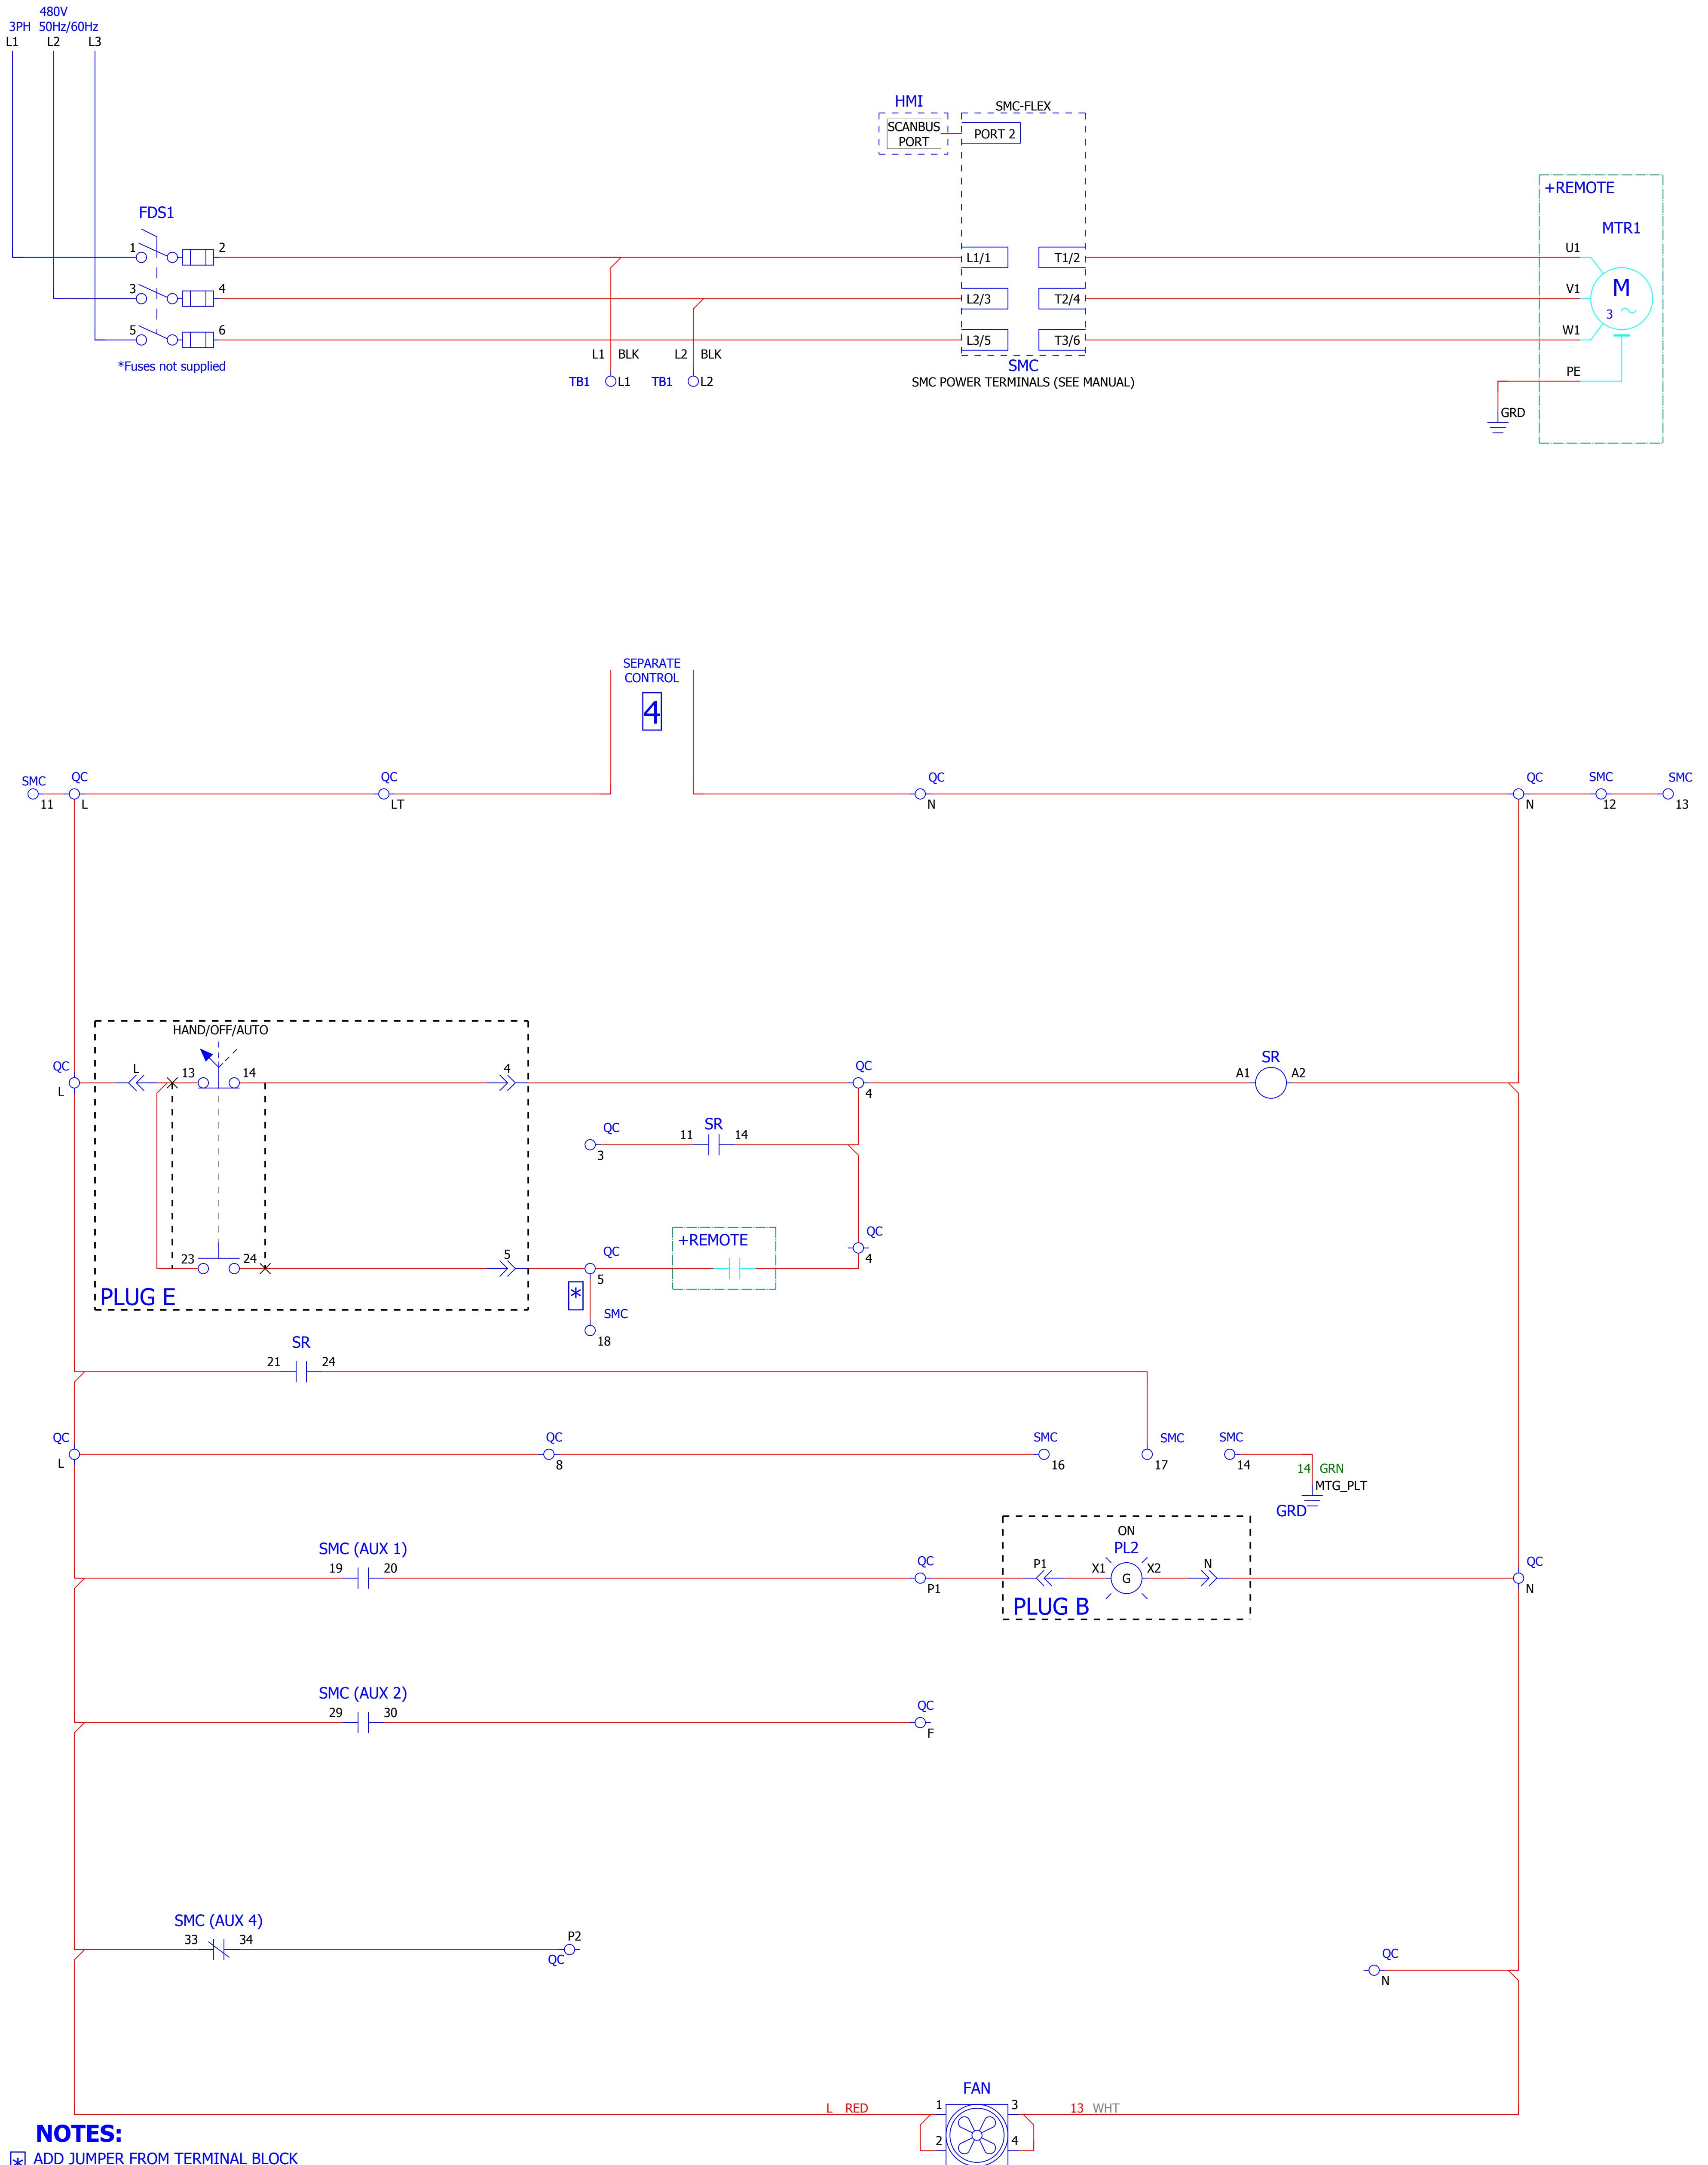 480V
3PH 50Hz/60Hz
L1 L2 L3
HMI
SCANBUS
PORT
SMC-FLEX
PORT 2
+REMOTE
MTR1
FDS1
1 2
3 4
5 6
*Fuses not supplied
L1/1 T1/2
L2/3 T2/4
L3/5 T3/6
U1
V1
W1
M
3
PE
GRD
L1 BLK L2 BLK
TB1 L1 TB1 L2
SMC
SMC POWER TERMINALS (SEE MANUAL)
SEPARATE
CONTROL
4
SMC QC QC QC QC SMC SMC
11 L LT N N 12 13
HAND/OFF/AUTO
QC L 13 14 4 QC A1 SR A2
L 4
QC 11 SR 14
3
QC
4
+REMOTE
23 24 5 QC
5
*
PLUG E
SMC
18
SR
21 24
QC QC SMC SMC SMC
L 8 16 17 14
14 GRN
MTG_PLT
GRD
SMC (AUX 1)
19 20
QC
P1
ON
PL2
P1 X1 G X2 N
PLUG B
QC
N
SMC (AUX 2)
29 30
QC
F
SMC (AUX 4)
33 34
P2
QC
QC
N
FAN
L RED 1 3 13 WHT
2 4
NOTES:
* ADD JUMPER FROM TERMINAL BLOCK